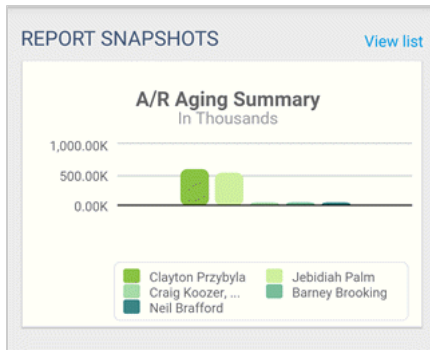 REPORT SNAPSHOTS View list
A/R Aging Summary
In Thousands
1,000.00K
500.00K
0.00K
Clayton Przybyla Jebidiah Palm
Craig Koozer, ... Barney Brooking
Neil Brafford